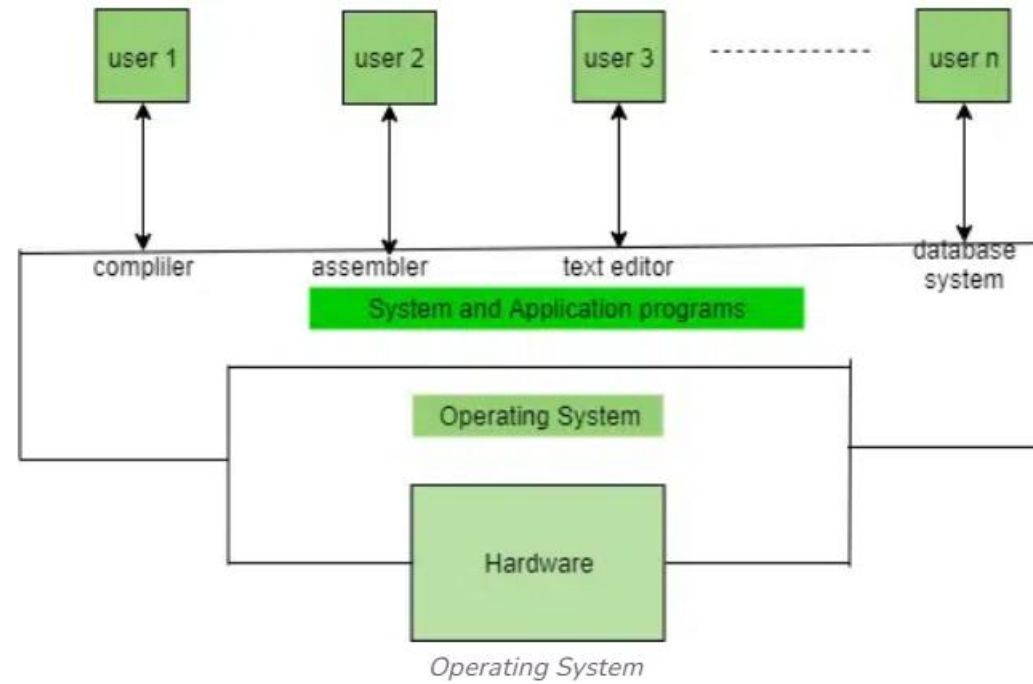 user 1
user 2
user 3
user n
compliler
assembler
text editor
database
system
System and Application programs
Operating System
Hardware
Operating System